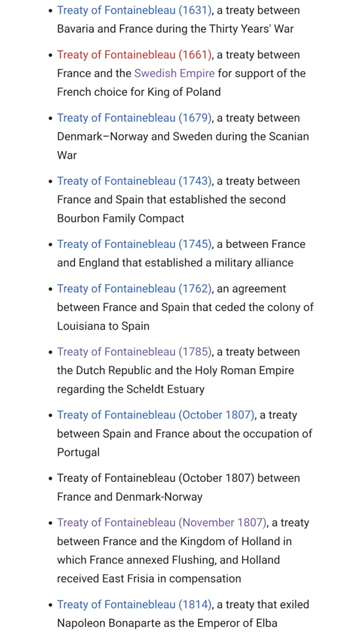 • Treaty of Fontainebleau (1631), a treaty between
Bavaria and France during the Thirty Years' War
• Treaty of Fontainebleau (1661), a treaty between
France and the Swedish Empire for support of the
French choice for King of Poland
• Treaty of Fontainebleau (1679), a treaty between
Denmark–Norway and Sweden during the Scanian
War
• Treaty of Fontainebleau (1743), a treaty between
France and Spain that established the second
Bourbon Family Compact
• Treaty of Fontainebleau (1745), a between France
and England that established a military alliance
• Treaty of Fontainebleau (1762), an agreement
between France and Spain that ceded the colony of
Louisiana to Spain
• Treaty of Fontainebleau (1785), a treaty between
the Dutch Republic and the Holy Roman Empire
regarding the Scheldt Estuary
• Treaty of Fontainebleau (October 1807), a treaty
between Spain and France about the occupation of
Portugal
• Treaty of Fontainebleau (October 1807) between
France and Denmark-Norway
• Treaty of Fontainebleau (November 1807), a treaty
between France and the Kingdom of Holland in
which France annexed Flushing, and Holland
received East Frisia in compensation
• Treaty of Fontainebleau (1814), a treaty that exiled
Napoleon Bonaparte as the Emperor of Elba